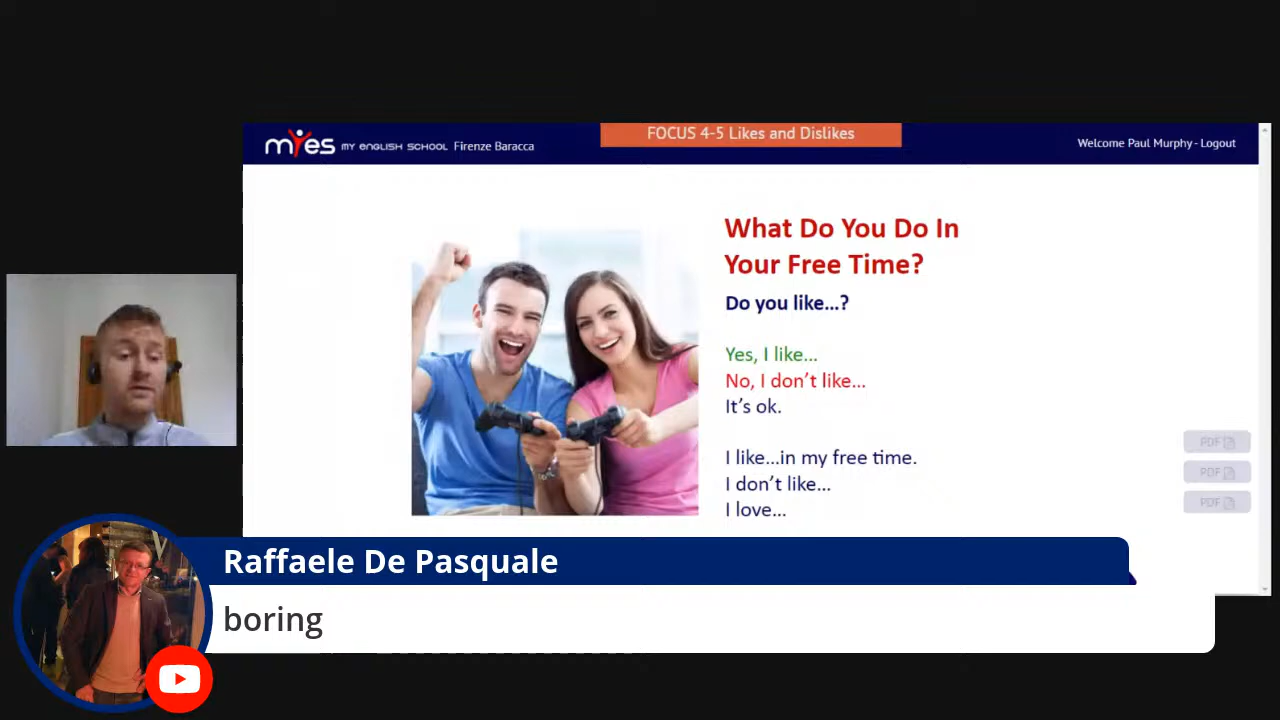 myes MY ENGLISH SCHOOL Firenze Baracca
FOCUS 4-5 Likes and Dislikes
Welcome Paul Murphy - Logout
What Do You Do In
Your Free Time?
Do you like...?
Yes, I like...
No, I don't like...
It's ok.
I like...in my free time.
I don't like...
I love...
PDF
PDF
PDF
Raffaele De Pasquale
boring